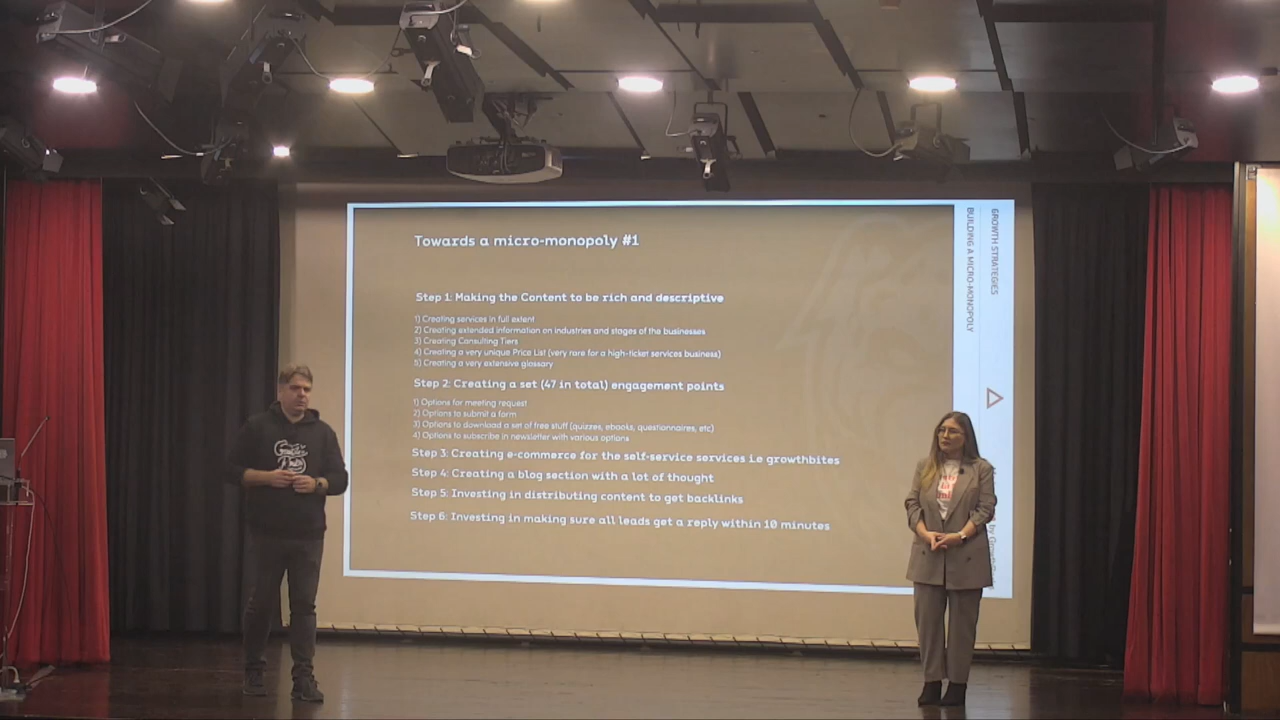 Towards a micro-monopoly #1
Step 1: Making the Content to be rich and descriptive
1) Creating services in full extent
2) Creating extended information on industries and stages of the businesses
3) Creating Consulting Tiers
4) Creating a very unique Price List (very rare for a high-ticket services business)
5) Creating a very extensive glossary
Step 2: Creating a set (47 in total) engagement points
1) Options for meeting request
2) Options to submit a form
3) Options to download a set of free stuff (quizzes, ebooks, questionnaires, etc)
4) Options to subscribe in newsletter with various options
Step 3: Creating e-commerce for the self-service services i.e growthbites
Step 4: Creating a blog section with a lot of thought
Step 5: Investing in distributing content to get backlinks
Step 6: Investing in making sure all leads get a reply within 10 minutes
GROWTH STRATEGIES
BUILDING A MICRO-MONOPOLY